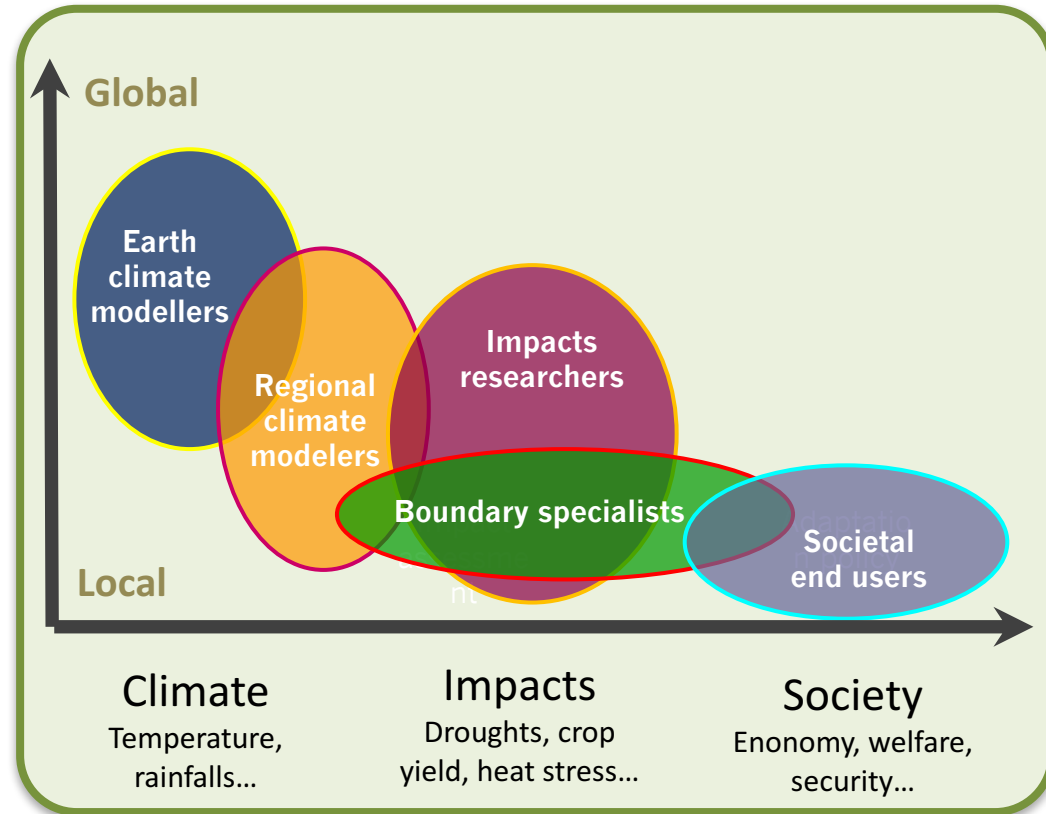 Global
Earth
climate
modellers
Impacts
researchers
Regional
climate
modelers
Boundary specialists
Societal
end users
Local
nt
Climate
Temperature,
rainfalls...
Impacts
Droughts, crop
yield, heat stress...
Society
Enonomy, welfare,
security...